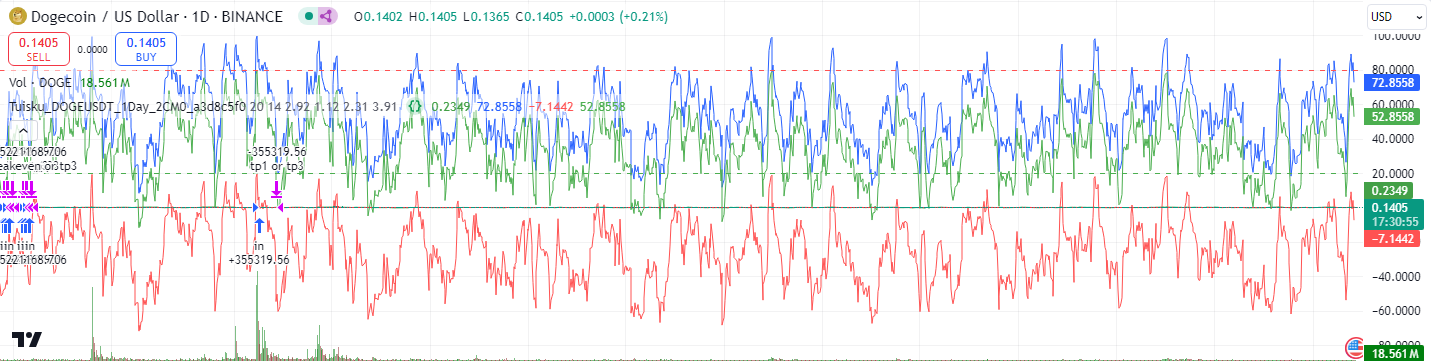 Dogecoin / US Dollar · 1D · BINANCE O0.1402 H0.1405 L0.1365 C0.1405 +0.0003 (+0.21%)
USD
0.1405
SELL
0.0000
0.1405
BUY
Vol · DOGE 18.561 M
Tuisku_DOGEUSDT_1Day_2CM0_a3d8c5f0 20 14 2.92 1.12 2.31 3.91 0.2349 72.8558 −7.1442 52.8558
-355319.56
tp1 or tp3
in
+355319.56
100.0000
80.0000
72.8558
60.0000
52.8558
40.0000
20.0000
0.2349
0.1405
17:30:55
−7.1442
−40.0000
−60.0000
18.561 M